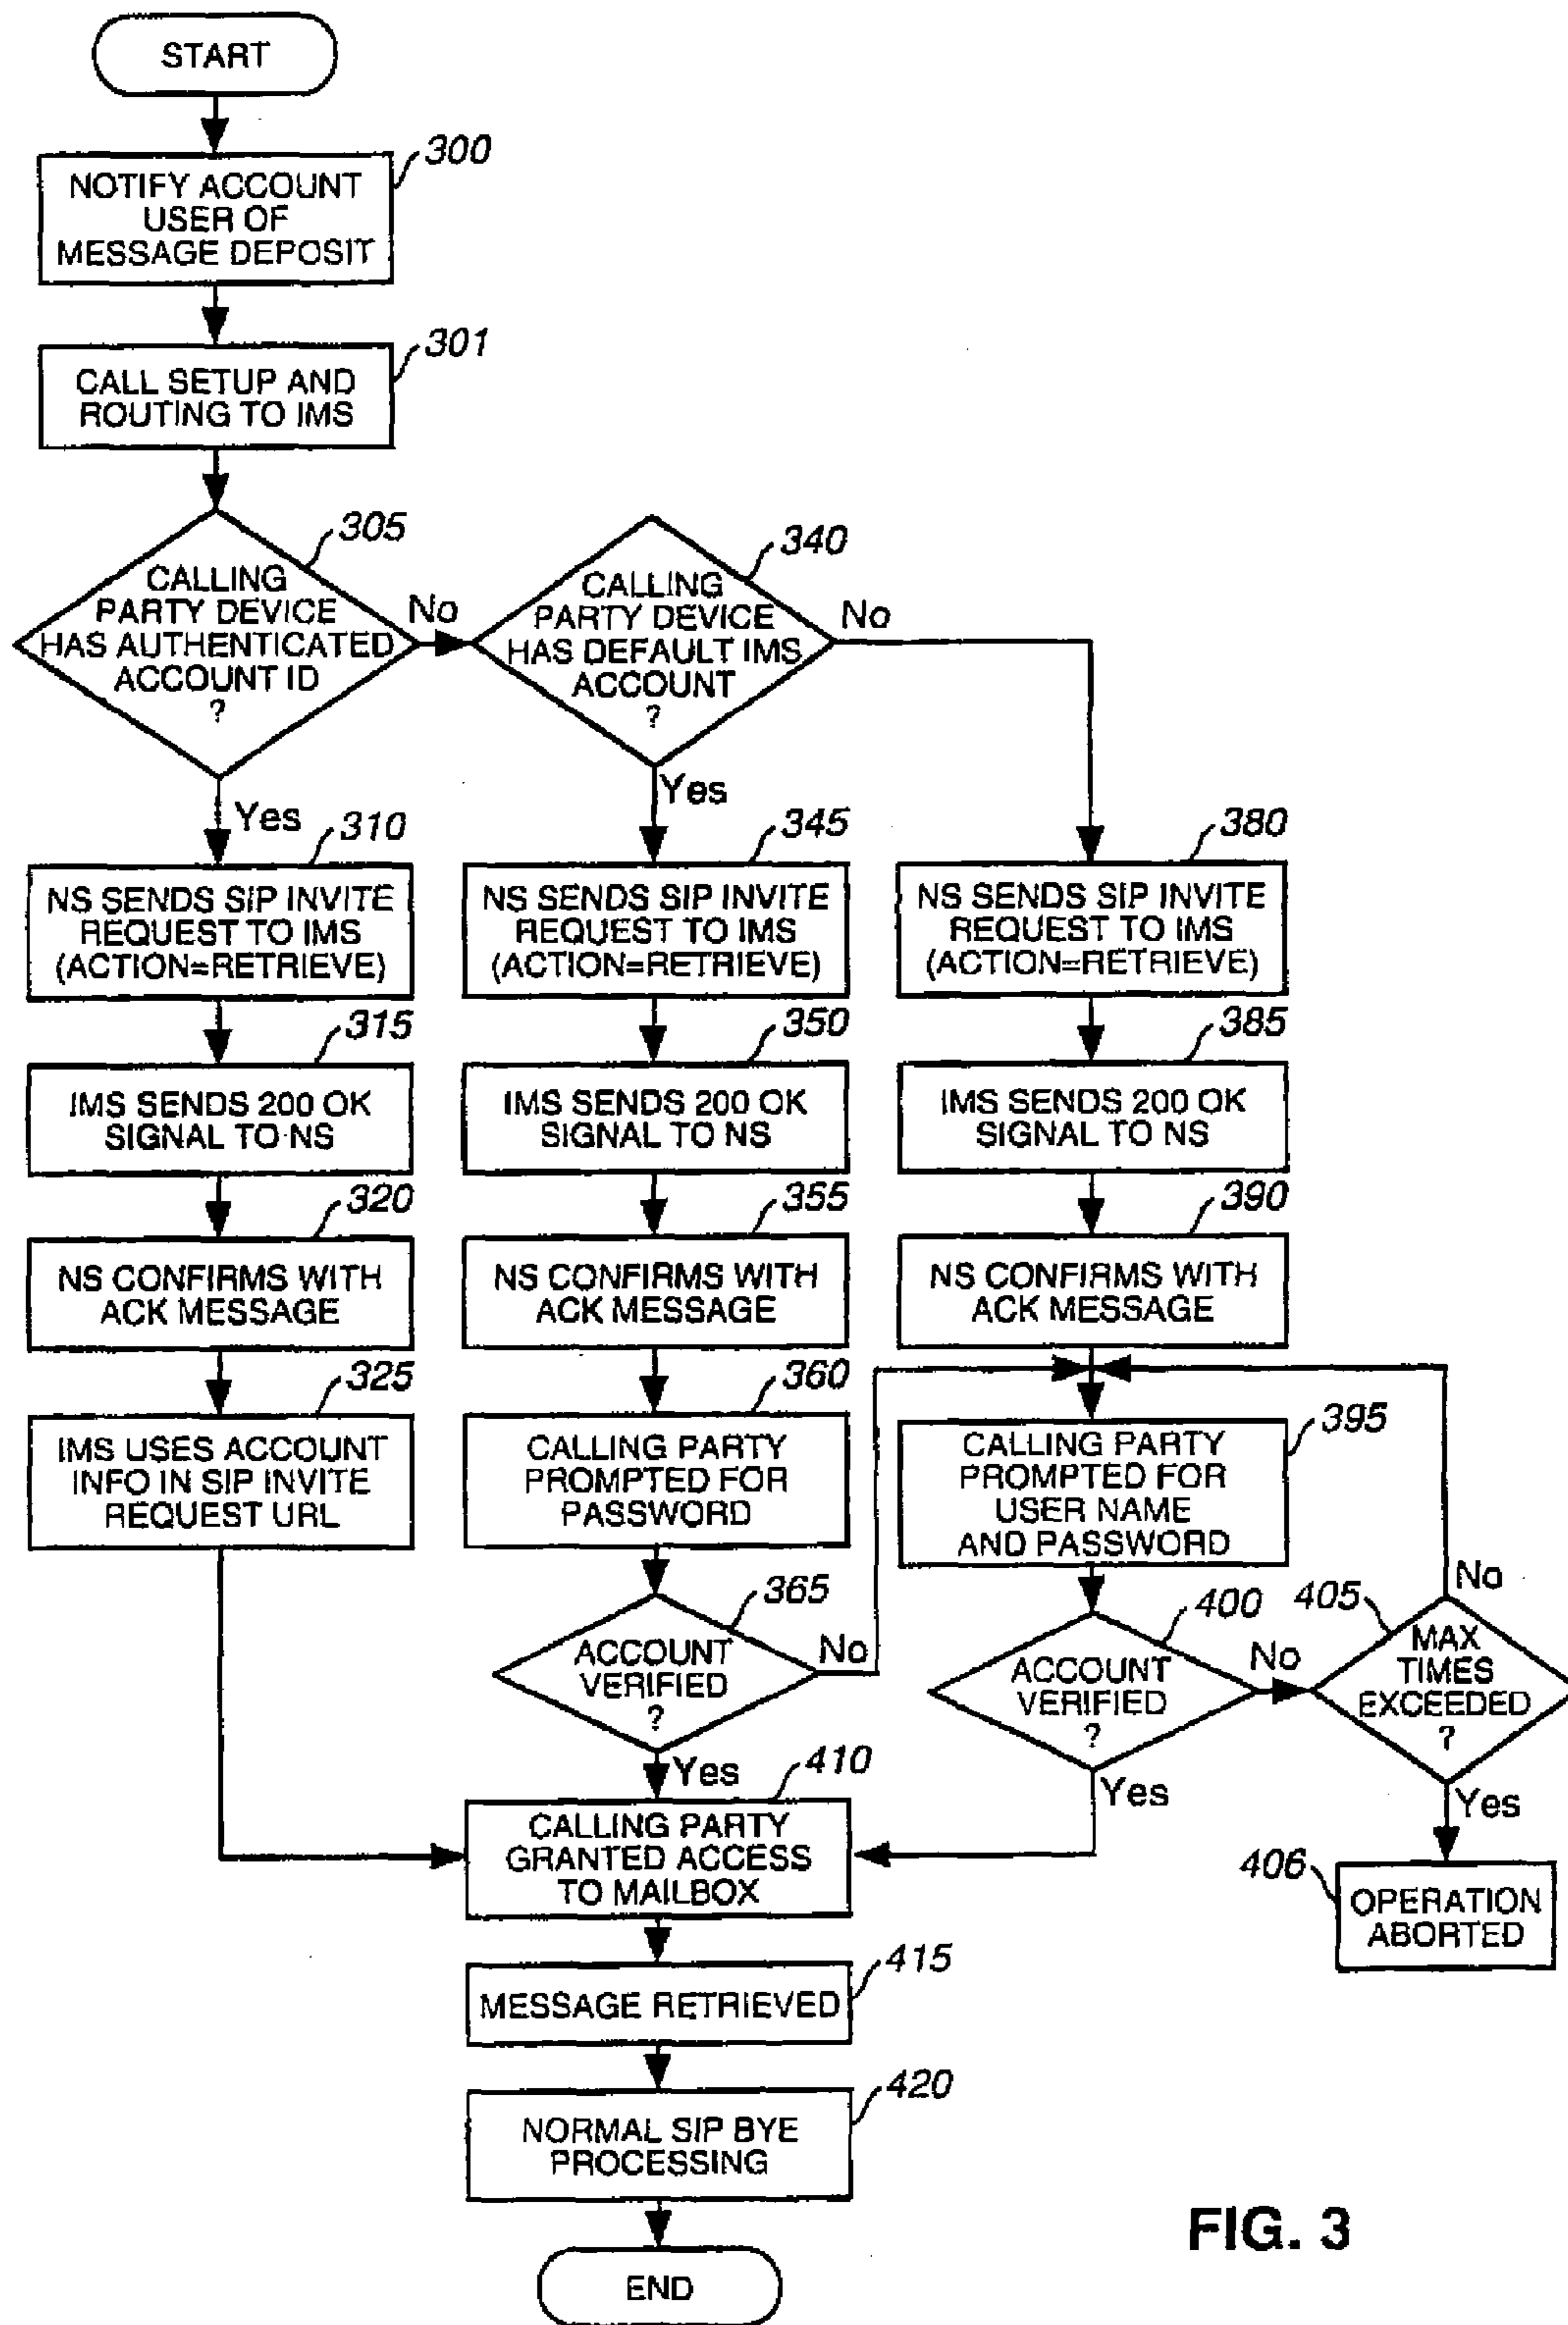 START
300
NOTIFY ACCOUNT
USER OF
MESSAGE DEPOSIT
301
CALL SETUP AND
ROUTING TO IMS
305
CALLING
PARTY DEVICE
HAS AUTHENTICATED
ACCOUNT ID
?
No
340
CALLING
PARTY DEVICE
HAS DEFAULT IMS
ACCOUNT
?
No
Yes
Yes
310
NS SENDS SIP INVITE
REQUEST TO IMS
(ACTION=RETRIEVE)
345
NS SENDS SIP INVITE
REQUEST TO IMS
(ACTION=RETRIEVE)
380
NS SENDS SIP INVITE
REQUEST TO IMS
(ACTION=RETRIEVE)
315
IMS SENDS 200 OK
SIGNAL TO NS
350
IMS SENDS 200 OK
SIGNAL TO NS
385
IMS SENDS 200 OK
SIGNAL TO NS
320
NS CONFIRMS WITH
ACK MESSAGE
355
NS CONFIRMS WITH
ACK MESSAGE
390
NS CONFIRMS WITH
ACK MESSAGE
325
IMS USES ACCOUNT
INFO IN SIP INVITE
REQUEST URL
360
CALLING PARTY
PROMPTED FOR
PASSWORD
395
CALLING PARTY
PROMPTED FOR
USER NAME
AND PASSWORD
365
ACCOUNT
VERIFIED
?
No
Yes
400
ACCOUNT
VERIFIED
?
No
Yes
405
MAX
TIMES
EXCEEDED
?
No
Yes
406
OPERATION
ABORTED
410
CALLING PARTY
GRANTED ACCESS
TO MAILBOX
415
MESSAGE RETRIEVED
420
NORMAL SIP BYE
PROCESSING
END
FIG. 3